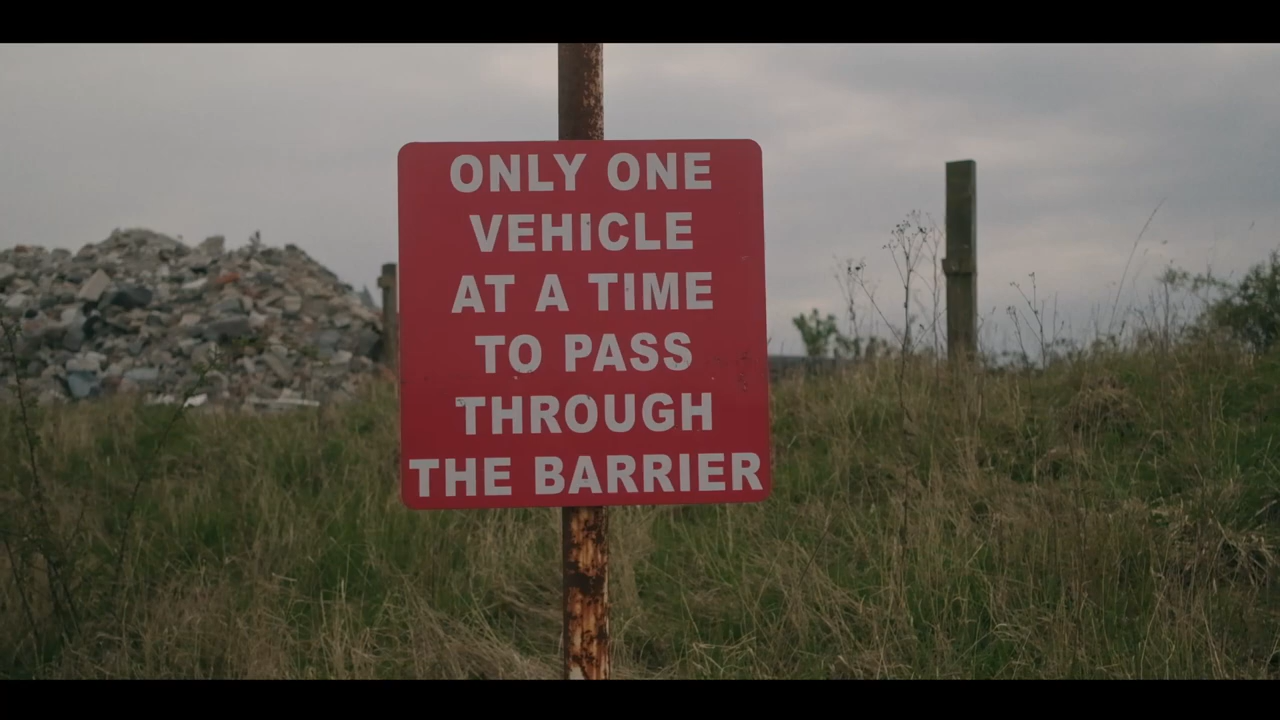 ONLY ONE
VEHICLE
AT A TIME
TO PASS
THROUGH
THE BARRIER